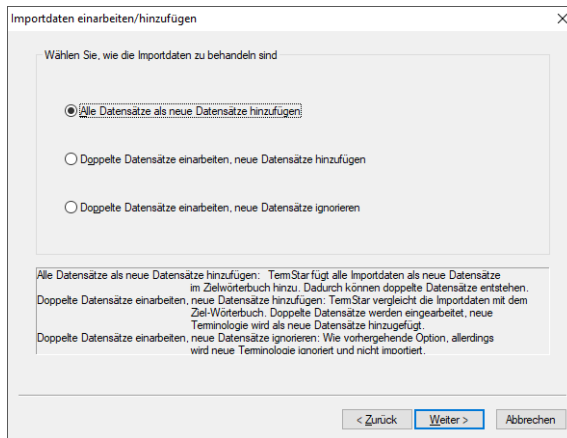 Importdaten einarbeiten/hinzufügen
Wählen Sie, wie die Importdaten zu behandeln sind
Alle Datensätze als neue Datensätze hinzufügen
Doppelte Datensätze einarbeiten, neue Datensätze hinzufügen
Doppelte Datensätze einarbeiten, neue Datensätze ignorieren
Alle Datensätze als neue Datensätze hinzufügen: TermStar fügt alle Importdaten als neue Datensätze
im Zielwörterbuch hinzu. Dadurch können doppelte Datensätze entstehen.
Doppelte Datensätze einarbeiten, neue Datensätze hinzufügen: TermStar vergleicht die Importdaten mit dem
Ziel-Wörterbuch. Doppelte Datensätze werden eingearbeitet, neue
Terminologie wird als neue Datensätze hinzugefügt.
Doppelte Datensätze einarbeiten, neue Datensätze ignorieren: Wie vorhergehende Option, allerdings
wird neue Terminologie ignoriert und nicht importiert.
< Zurück Weiter > Abbrechen